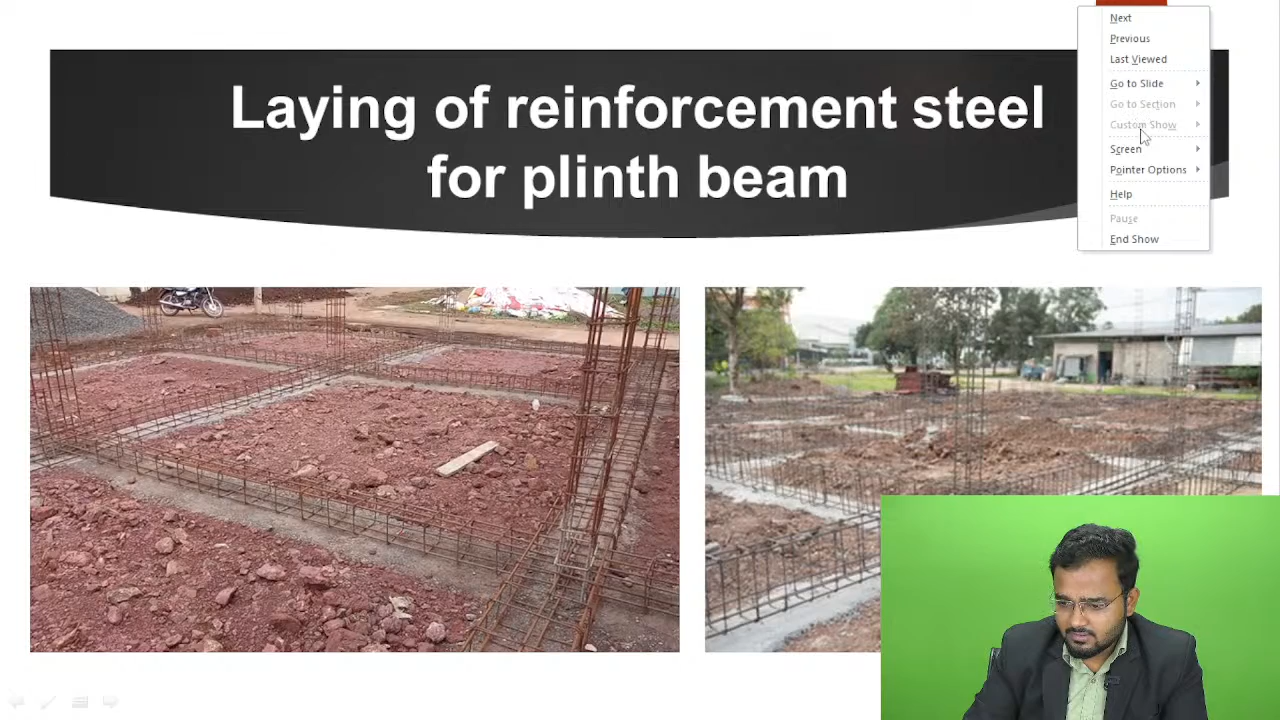 Laying of reinforcement steel
for plinth beam
Next
Previous
Last Viewed
Go to Slide
Go to Section
Custom Show
Screen
Pointer Options
Help
Pause
End Show